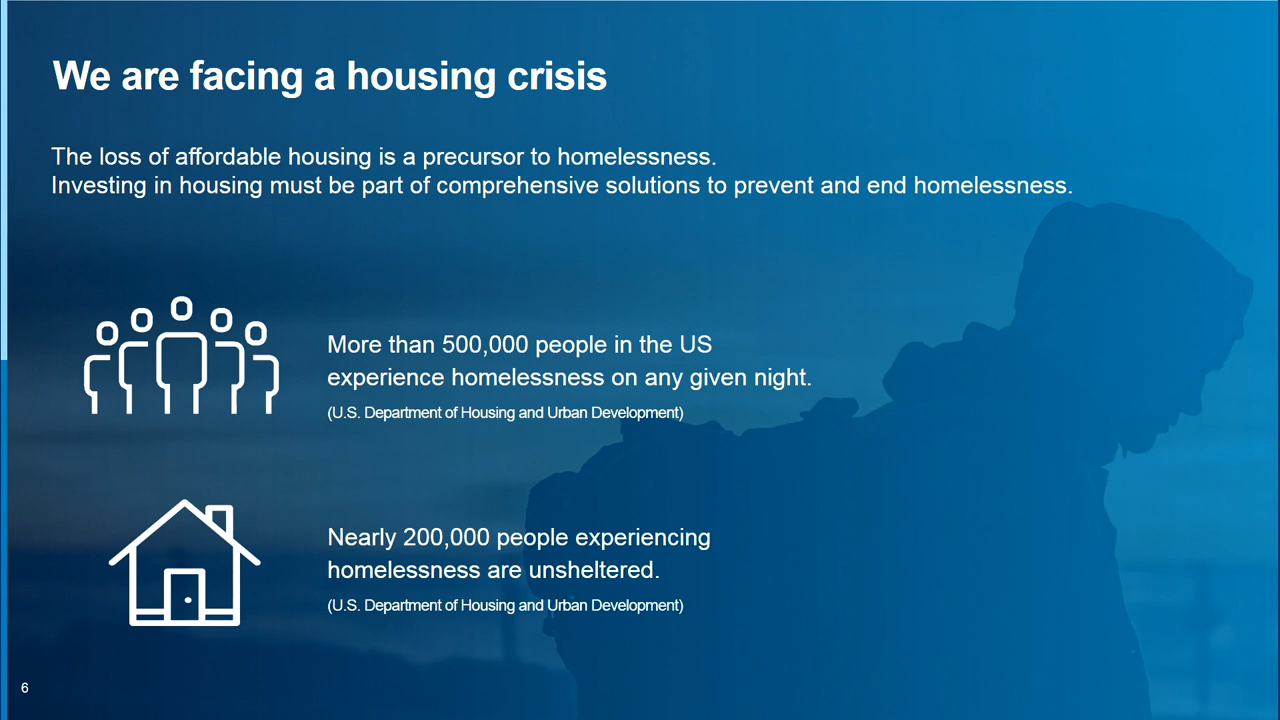 We are facing a housing crisis
The loss of affordable housing is a precursor to homelessness.
Investing in housing must be part of comprehensive solutions to prevent and end homelessness.
More than 500,000 people in the US
experience homelessness on any given night.
(U.S. Department of Housing and Urban Development)
Nearly 200,000 people experiencing
homelessness are unsheltered.
(U.S. Department of Housing and Urban Development)
6